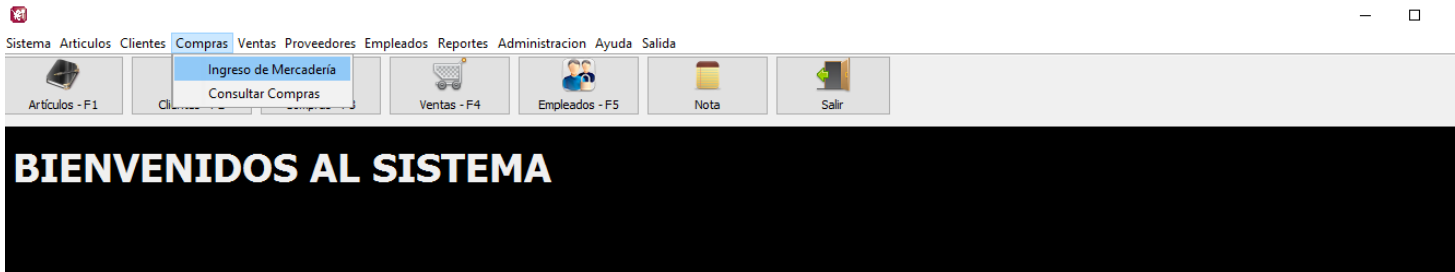 Sistema Articulos Clientes Compras Ventas Proveedores Empleados Reportes Administracion Ayuda Salida
Ingreso de Mercadería
Consultar Compras
Artículos - F1
Ventas - F4
Empleados - F5
Nota
Salir
BIENVENIDOS AL SISTEMA